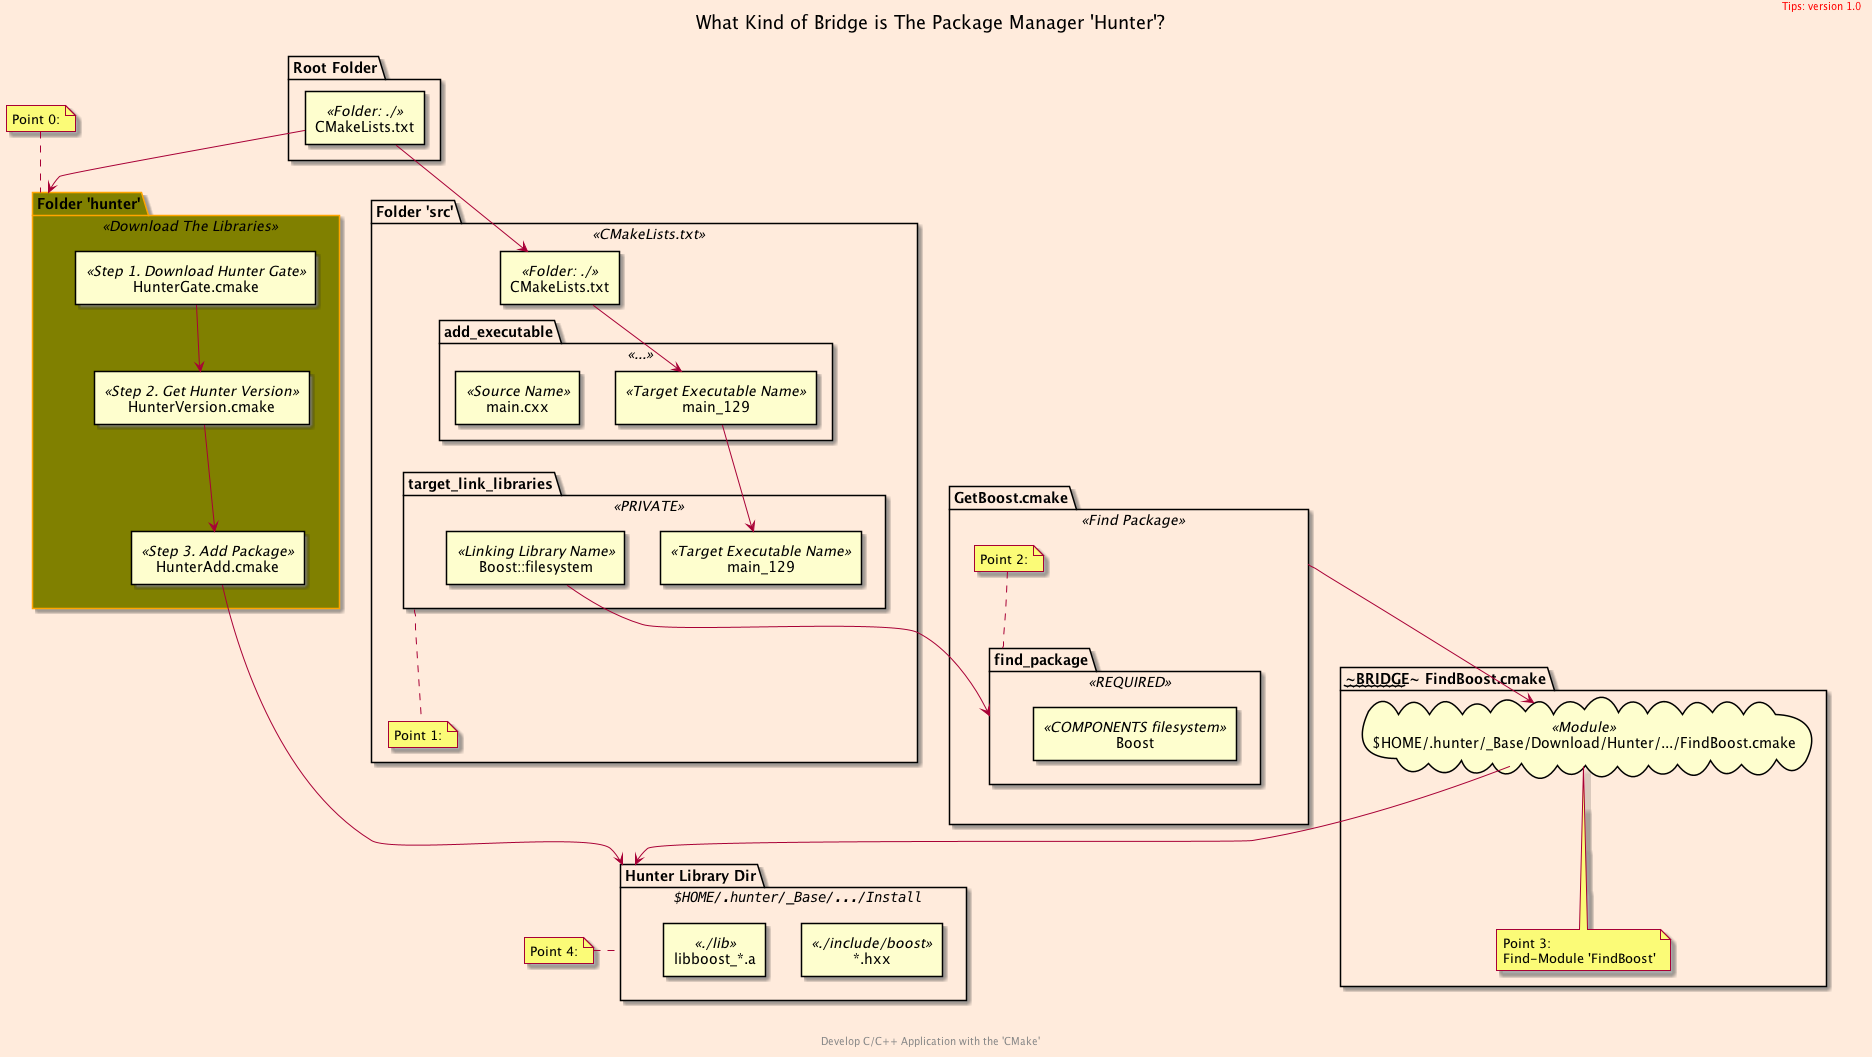 Tips: version 1.0
What Kind of Bridge is The Package Manager 'Hunter'?
Root Folder
«Folder: ./»
CMakeLists.txt
Point 0:
Folder 'hunter'
«Download The Libraries»
«Step 1. Download Hunter Gate»
HunterGate.cmake
«Step 2. Get Hunter Version»
HunterVersion.cmake
«Step 3. Add Package»
HunterAdd.cmake
Folder 'src'
«CMakeLists.txt»
«Folder: ./»
CMakeLists.txt
add_executable
«...»
«Source Name»
main.cxx
«Target Executable Name»
main_129
target_link_libraries
«PRIVATE»
«Linking Library Name»
Boost::filesystem
«Target Executable Name»
main_129
Point 1:
GetBoost.cmake
«Find Package»
Point 2:
find_package
«REQUIRED»
«COMPONENTS filesystem»
Boost
~BRIDGE~ FindBoost.cmake
«Module»
$HOME/.hunter/_Base/Download/Hunter/.../FindBoost.cmake
Point 3:
Find-Module 'FindBoost'
Hunter Library Dir
$HOME/.hunter/_Base/.../Install
«./lib»
libboost_*.a
«./include/boost»
*.hxx
Point 4:
Develop C/C++ Application with the 'CMake'